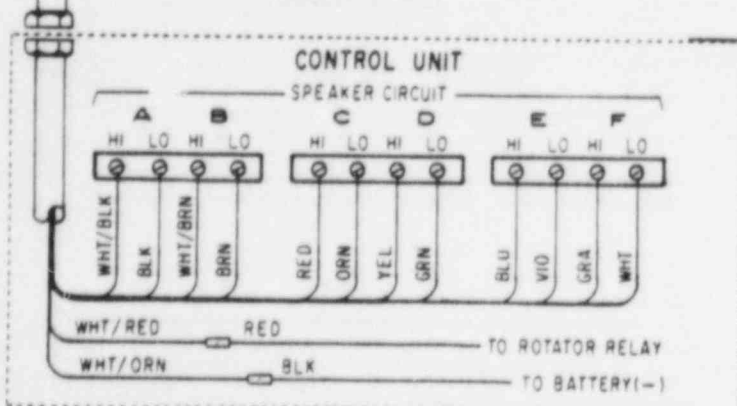 CONTROL UNIT
SPEAKER CIRCUIT
A B C D E F
HI LO HI LO HI LO HI LO HI LO HI LO
WHT/BLK
BLK
WHT/BRN
BRN
RED
ORN
YEL
GRN
BLU
VIO
GRA
WHT
WHT/RED RED TO ROTATOR RELAY
WHT/ORN BLK TO BATTERY(-)